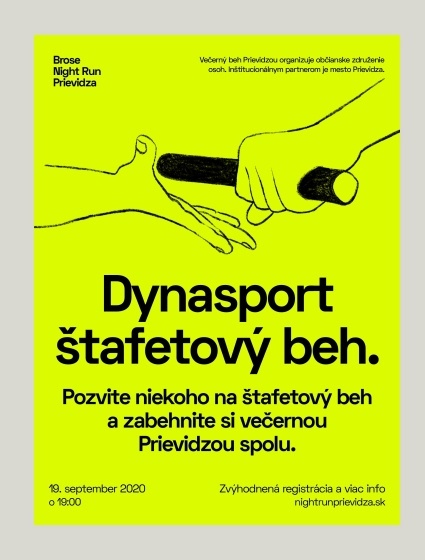 Brose
Night Run
Prievidza
Večerný beh Prievidzou organizuje občianske združenie
osoh. Inštitucionálnym partnerom je mesto Prievidza.
Dynasport
štafetový beh.
Pozvite niekoho na štafetový beh
a zabehnite si večernou
Prievidzou spolu.
19. september 2020
o 19:00
Zvýhodnená registrácia a viac info
nightrunprievidza.sk